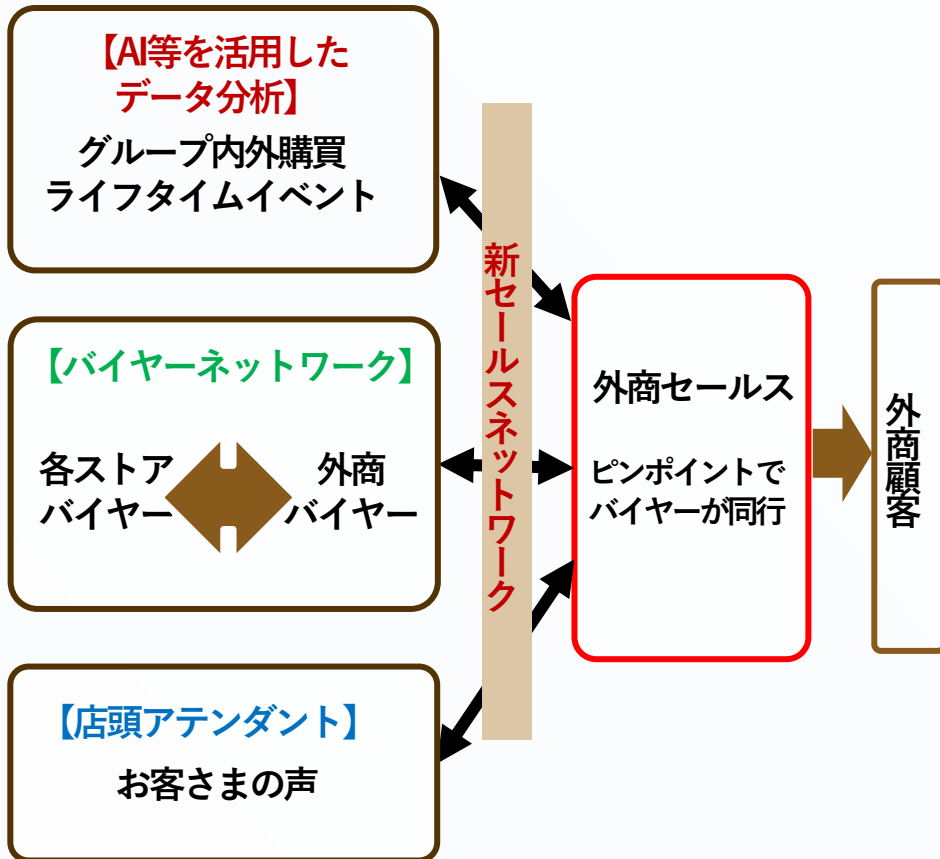 【AI等を活用した
データ分析】
グループ内外購買
ライフタイムイベント
【バイヤーネットワーク】
各ストア
バイヤー
外商
バイヤー
【店頭アテンダント】
お客さまの声
新セールスネットワーク
外商セールス
ピンポイントで
バイヤーが同行
外商顧客